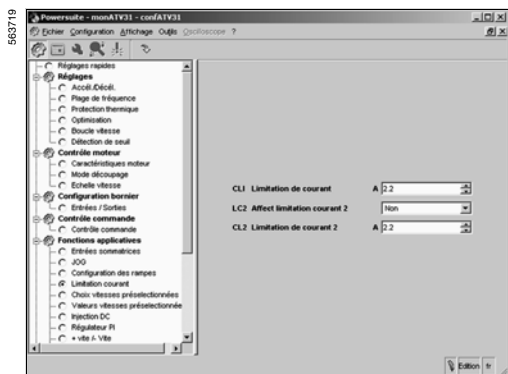 563719
Powersuite - monATV31 - confATV31
Fichier Configuration Affichage Outils Oscilloscope ?
Réglages rapides
Réglages
Accél./Décél.
Plage de fréquence
Protection thermique
Optimisation
Boucle vitesse
Détection de seuil
Contrôle moteur
Caractéristiques moteur
Mode découpage
Echelle vitesse
Configuration bornier
Entrées / Sorties
Contrôle commande
Contrôle commande
Fonctions applicatives
Entrées sommatrices
JOG
Configuration des rampes
Limitation courant
Choix vitesses préselectionnées
Valeurs vitesses préselectionnée
Injection DC
Régulateur PI
+ vite /- Vite
CLI Limitation de courant A 2.2
LC2 Affect limitation courant 2 Non
CL2 Limitation de courant 2 A 2.2
Edition fr